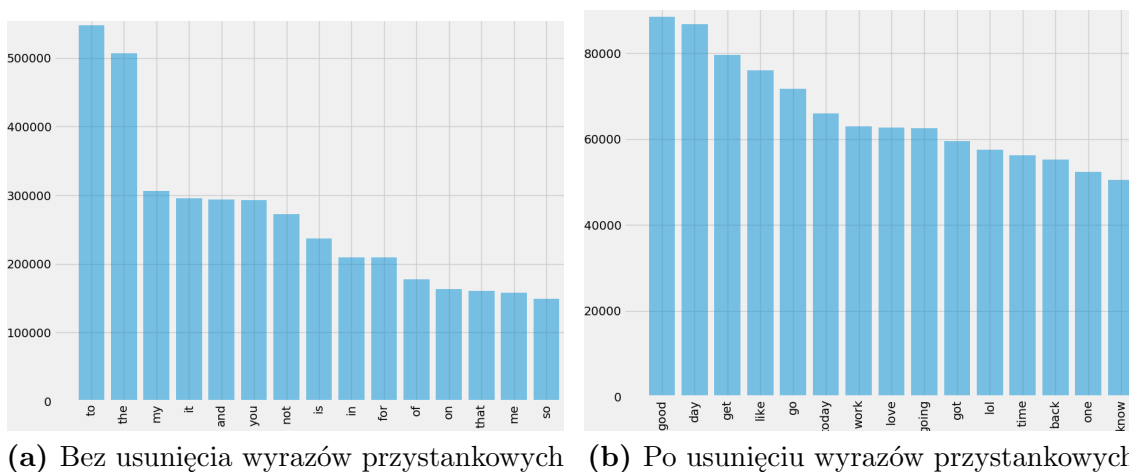 500000
400000
300000
200000
100000
0
to the my it and you not is in for of on that me so
(a) Bez usunięcia wyrazów przystankowych
80000
60000
40000
20000
0
good day get like go today work love going got lol time back one know
(b) Po usunięciu wyrazów przystankowych